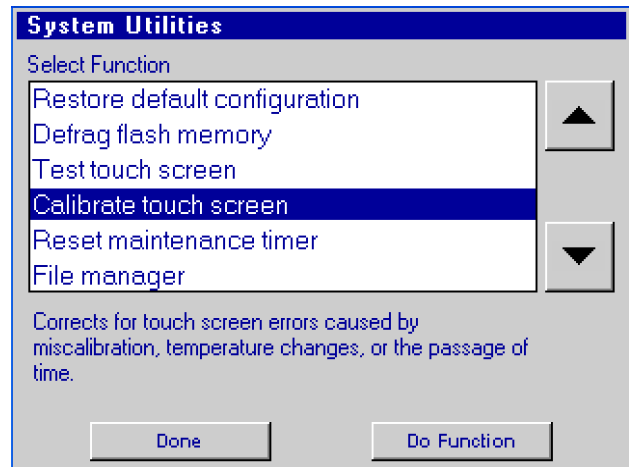 System Utilities
Select Function
Restore default configuration
Defrag flash memory
Test touch screen
Calibrate touch screen
Reset maintenance timer
File manager
Corrects for touch screen errors caused by
miscalibration, temperature changes, or the passage of
time.
Done
Do Function